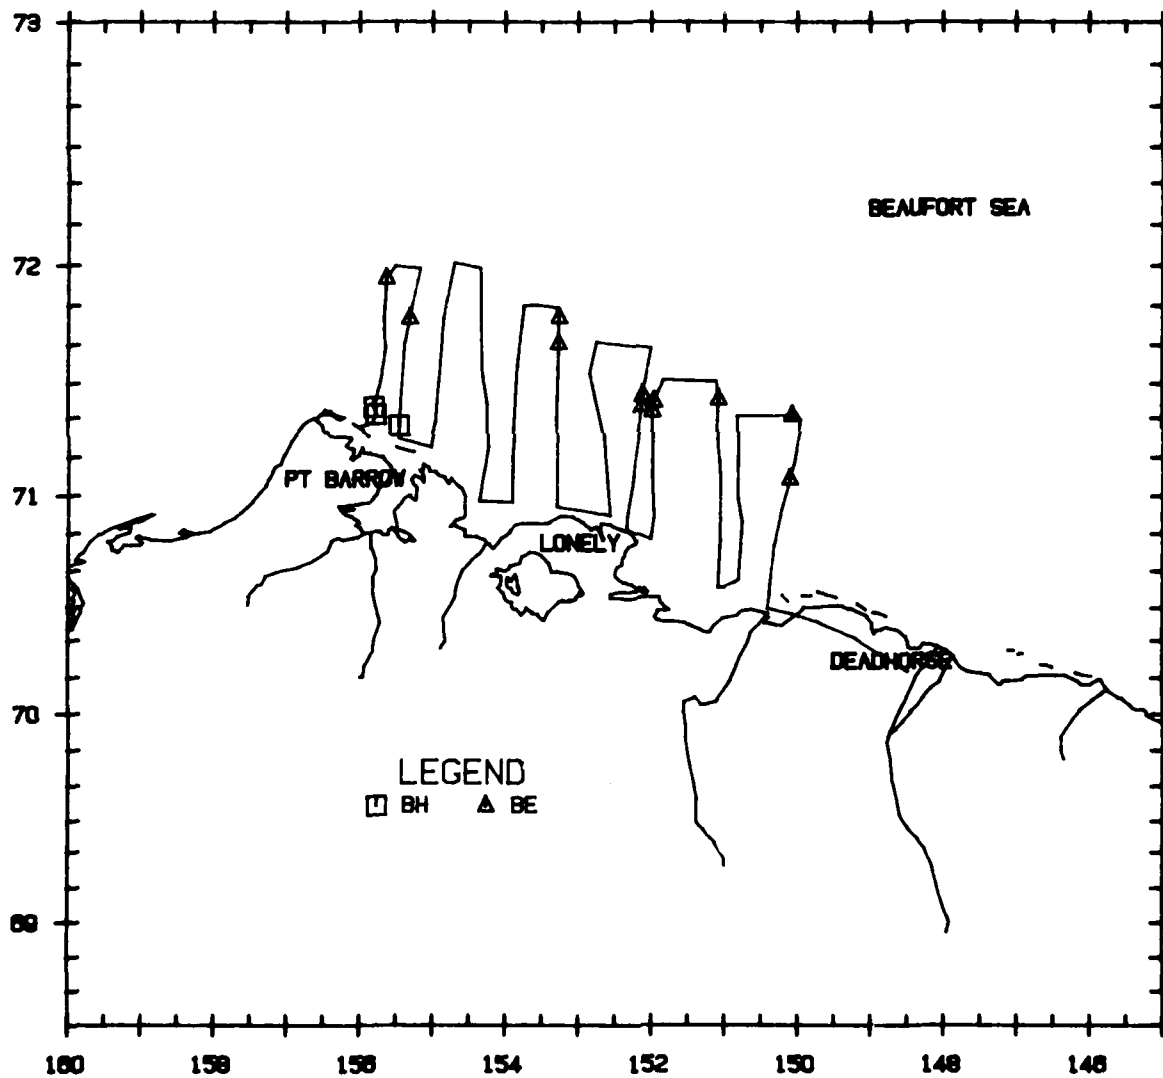 73
BEAUFORT SEA
72
PT BARROW
71
LONELY
DEADHORSE
70
LEGEND
BH BE
69
160 158 156 154 152 150 148 146